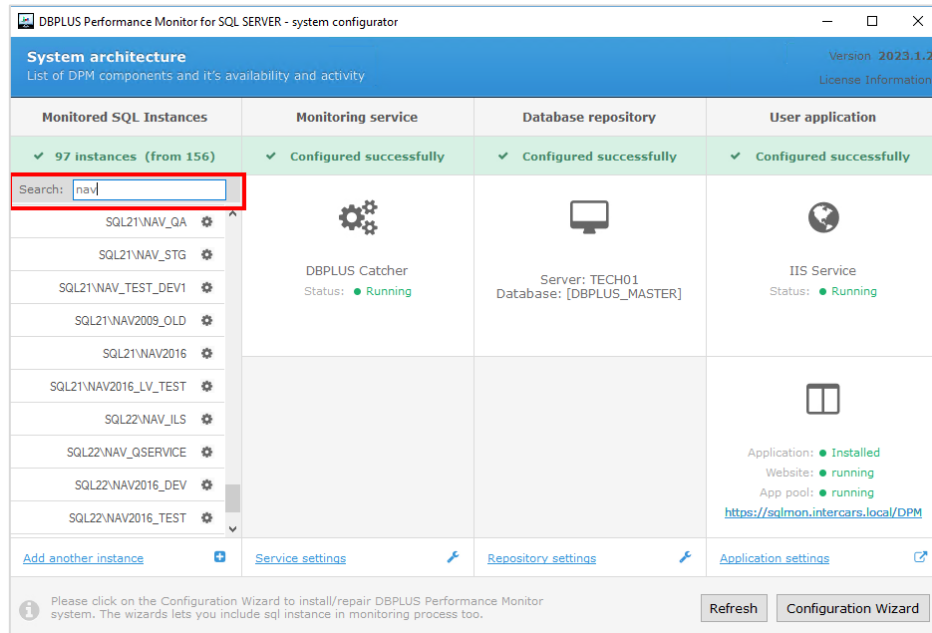 DBPLUS Performance Monitor for SQL SERVER - system configurator
System architecture
List of DPM components and it's availability and activity
Version 2023.1.2
License Information
Monitored SQL Instances
Monitoring service
Database repository
User application
97 instances (from 156)
Configured successfully
Configured successfully
Configured successfully
Search: nav
SQL21\NAV_QA
SQL21\NAV_STG
SQL21\NAV_TEST_DEV1
SQL21\NAV2009_OLD
SQL21\NAV2016
SQL21\NAV2016_LV_TEST
SQL22\NAV_ILS
SQL22\NAV_QSERVICE
SQL22\NAV2016_DEV
SQL22\NAV2016_TEST
Add another instance
DBPLUS Catcher
Status: Running
Service settings
Server: TECH01
Database: [DBPLUS_MASTER]
Repository settings
IIS Service
Status: Running
Application: Installed
Website: running
App pool: running
https://sqlmon.intercars.local/DPM
Application settings
Please click on the Configuration Wizard to install/repair DBPLUS Performance Monitor
system. The wizards lets you include sql instance in monitoring process too.
Refresh
Configuration Wizard